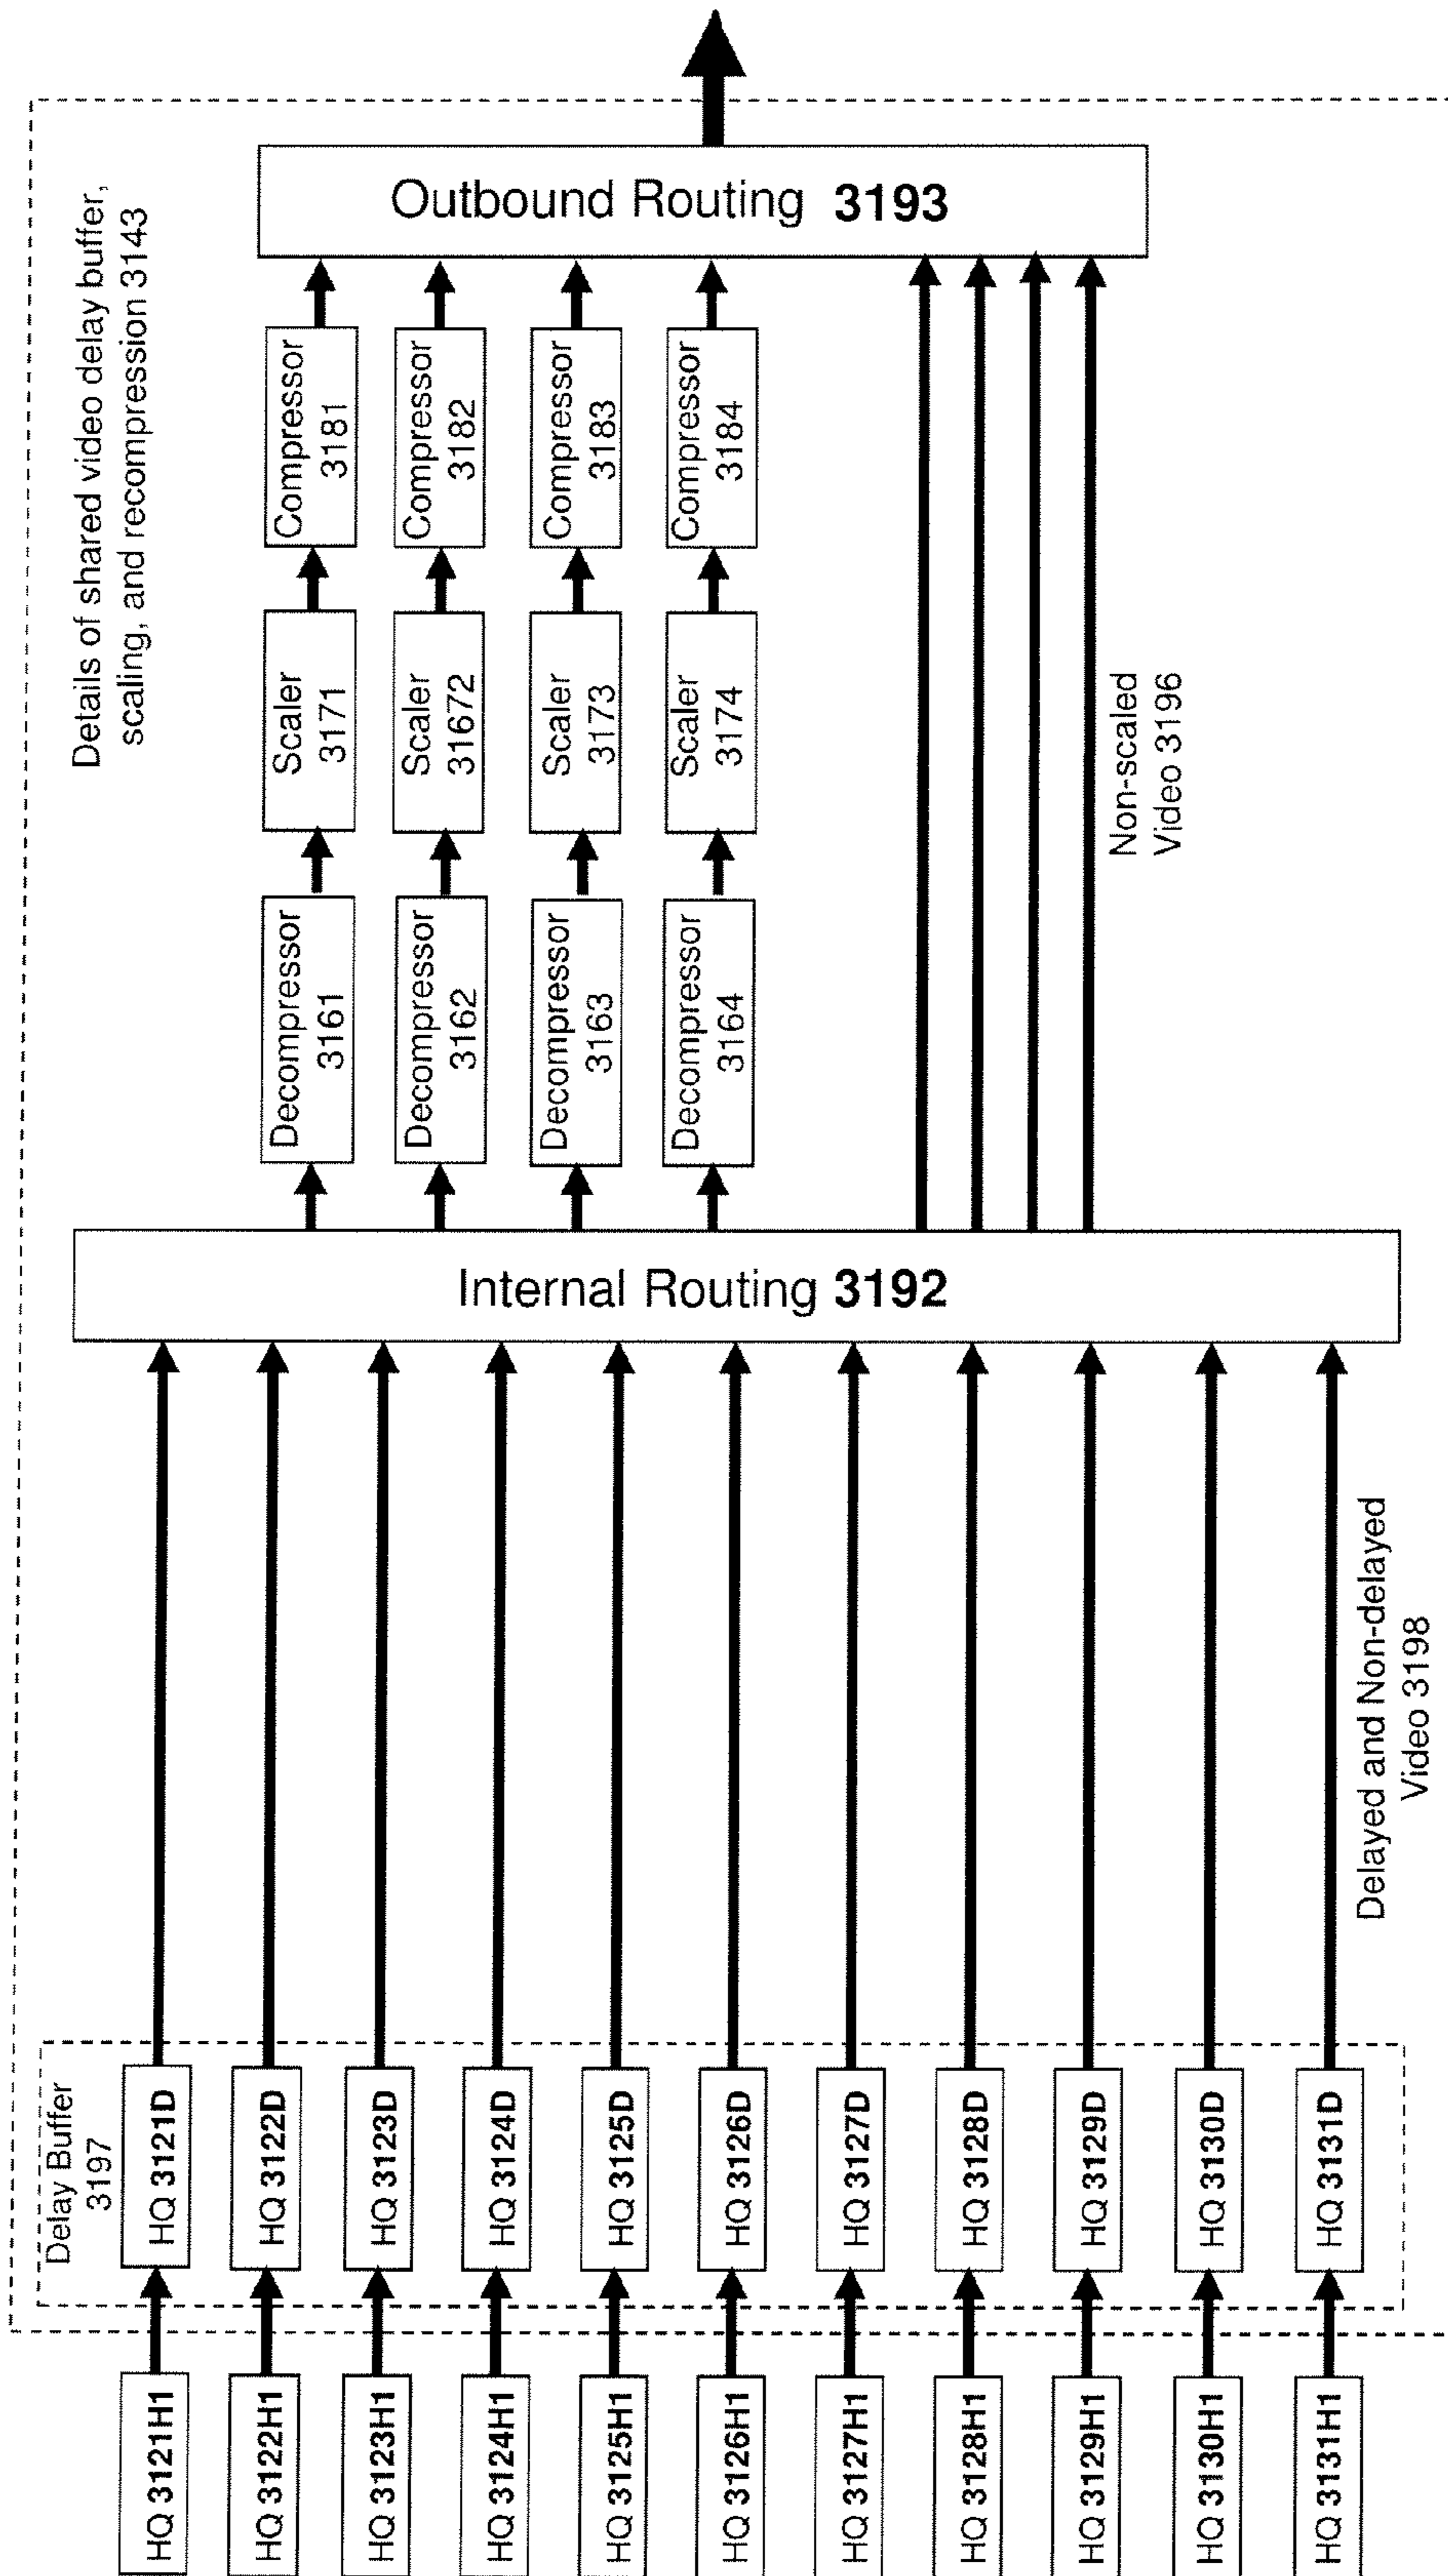 Details of shared video delay buffer,
scaling, and recompression 3143
Delay Buffer
3197
HQ 3121H1
HQ 3122H1
HQ 3123H1
HQ 3124H1
HQ 3125H1
HQ 3126H1
HQ 3127H1
HQ 3128H1
HQ 3129H1
HQ 3130H1
HQ 3131H1
HQ 3121D
HQ 3122D
HQ 3123D
HQ 3124D
HQ 3125D
HQ 3126D
HQ 3127D
HQ 3128D
HQ 3129D
HQ 3130D
HQ 3131D
Delayed and Non-delayed
Video 3198
Internal Routing 3192
Decompressor
3161
Decompressor
3162
Decompressor
3163
Decompressor
3164
Scaler
3171
Scaler
31672
Scaler
3173
Scaler
3174
Compressor
3181
Compressor
3182
Compressor
3183
Compressor
3184
Non-scaled
Video 3196
Outbound Routing 3193